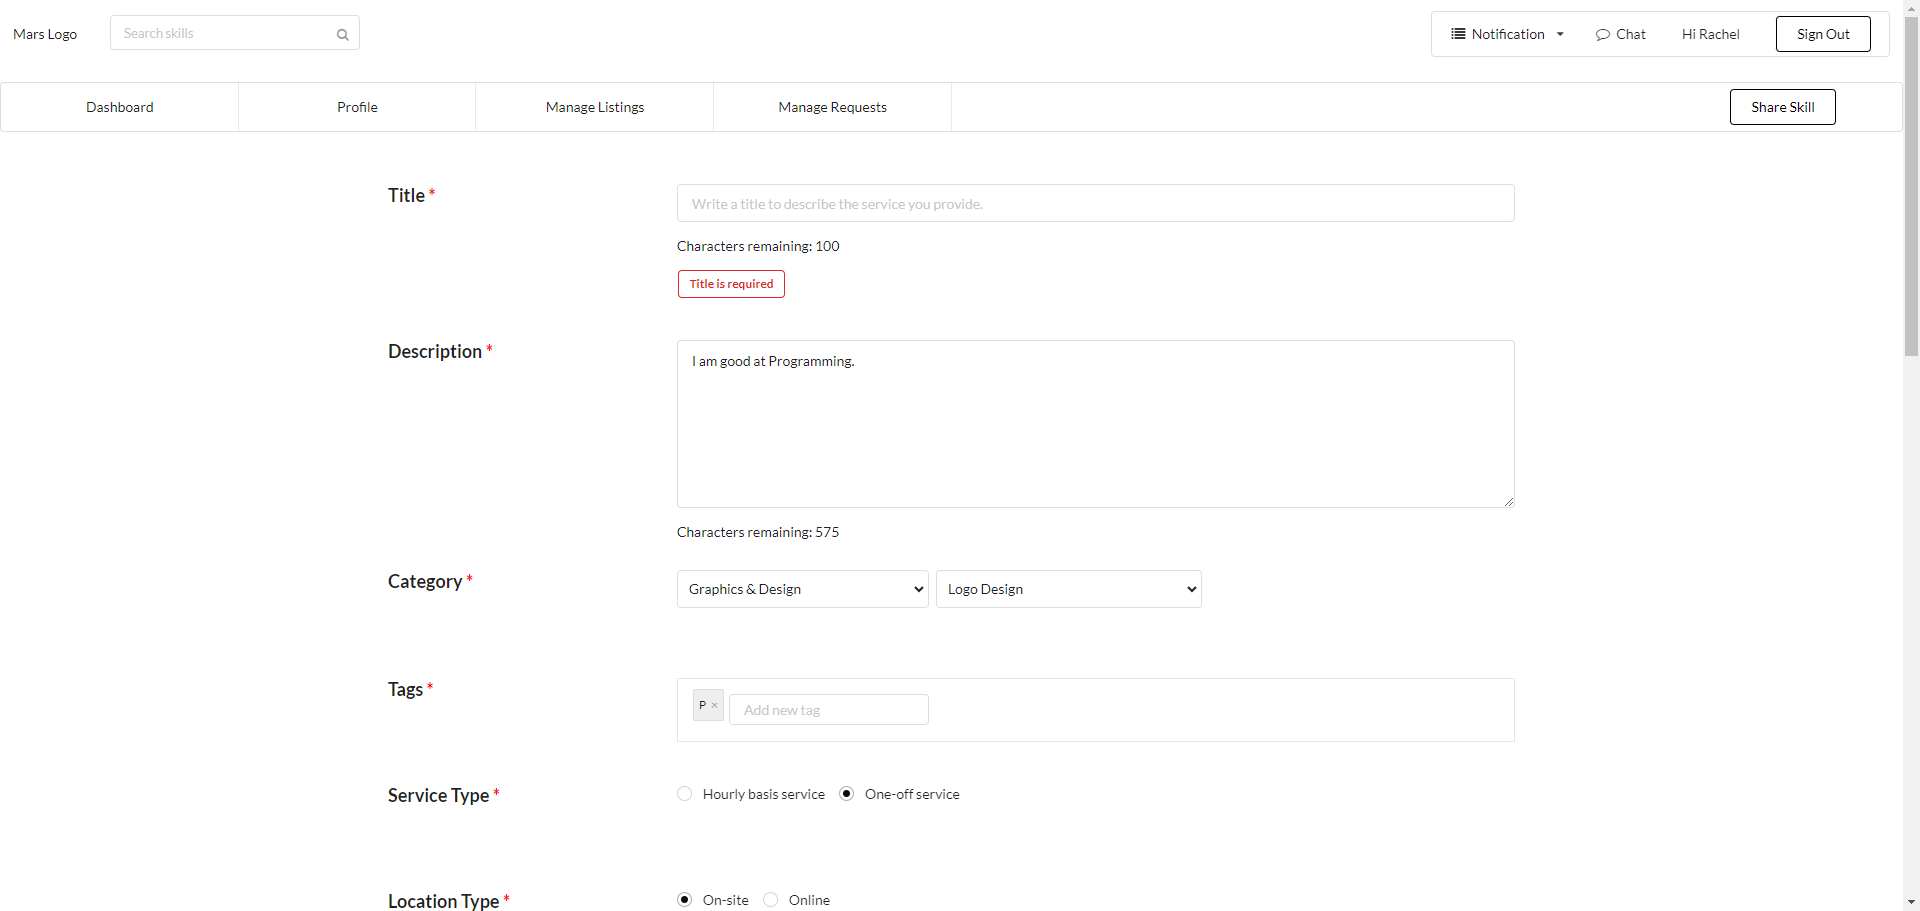 Mars Logo
Search skills
Notification
Chat
Hi Rachel
Sign Out
Dashboard
Profile
Manage Listings
Manage Requests
Share Skill
Title *
Write a title to describe the service you provide.
Characters remaining: 100
Title is required
Description *
I am good at Programming.
Characters remaining: 575
Category *
Graphics & Design
Logo Design
Tags *
P ×
Add new tag
Service Type *
Hourly basis service
One-off service
Location Type *
On-site
Online